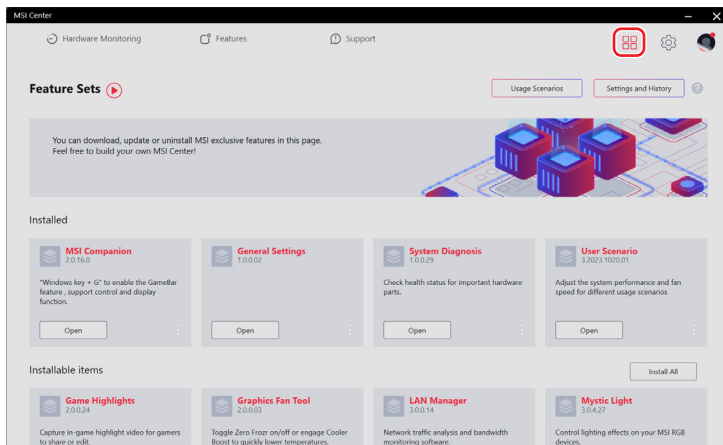 MSI Center
Hardware Monitoring
Features
Support
Feature Sets
Usage Scenarios
Settings and History
?
You can download, update or uninstall MSI exclusive features in this page.
Feel free to build your own MSI Center!
Installed
MSI Companion
2.0.16.0
"Windows key + G" to enable the GameBar
feature , support control and display
function.
Open
General Settings
1.0.0.02
Open
System Diagnosis
1.0.0.29
Check health status for important hardware
parts.
Open
User Scenario
3.2023.1020.01
Adjust the system performance and fan
speed for different usage scenarios
Open
Installable items
Install All
Game Highlights
2.0.0.24
Capture in-game highlight video for gamers
to share or edit.
Graphics Fan Tool
2.0.0.03
Toggle Zero Frozr on/off or engage Cooler
Boost to quickly lower temperatures.
LAN Manager
3.0.0.14
Network traffic analysis and bandwidth
monitoring software.
Mystic Light
3.0.4.27
Control lighting effects on your MSI RGB
devices.